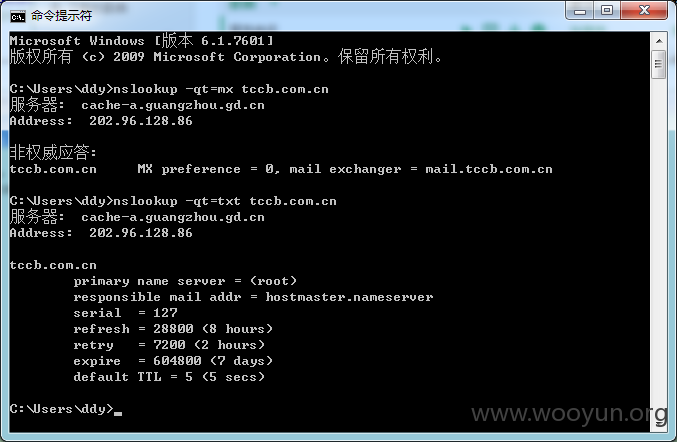 命令提示符
Microsoft Windows [版本 6.1.7601]
版权所有 (c) 2009 Microsoft Corporation。保留所有权利。
C:\Users\ddy>nslookup -qt=mx tccb.com.cn
服务器:  cache-a.guangzhou.gd.cn
Address:  202.96.128.86
非权威应答:
tccb.com.cn     MX preference = 0, mail exchanger = mail.tccb.com.cn
C:\Users\ddy>nslookup -qt=txt tccb.com.cn
服务器:  cache-a.guangzhou.gd.cn
Address:  202.96.128.86
tccb.com.cn
        primary name server = (root)
        responsible mail addr = hostmaster.nameserver
        serial  = 127
        refresh = 28800 (8 hours)
        retry   = 7200 (2 hours)
        expire  = 604800 (7 days)
        default TTL = 5 (5 secs)
C:\Users\ddy>_
www.wooyun.org